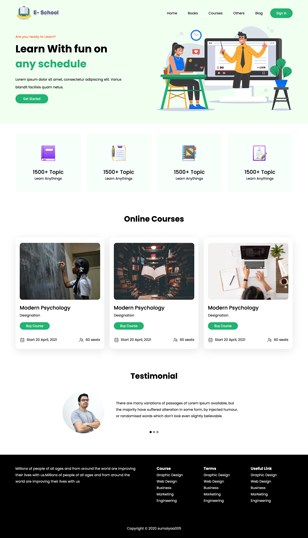 E- School
Home Books Courses Others Blog Sign in
Are you ready to learn?
Learn With fun on
any schedule
Lorem ipsum dolor sit amet, consectetur adipiscing elit. Varius
blandit facilisis quam netus.
Get Started
1500+ Topic 1500+ Topic 1500+ Topic 1500+ Topic
Learn Anythings Learn Anythings Learn Anythings Learn Anythings
Online Courses
Modern Psychology Modern Psychology Modern Psychology
Designation Designation Designation
Buy Course Buy Course Buy Course
Start 20 April, 2021 60 seats Start 20 April, 2021 60 seats Start 20 April, 2021 60 seats
Testimonial
There are many variations of passages of Lorem Ipsum available, but
the majority have suffered alteration in some form, by injected humour,
or randomised words which don't look even slightly believable.
Millions of people of all ages and from around the world are improving
their lives with us.Millions of people of all ages and from around the
world are improving their lives with us
Course Terms Useful Link
Graphic Design Graphic Design Graphic Design
Web Design Web Design Web Design
Business Business Business
Marketing Marketing Marketing
Engineering Engineering Engineering